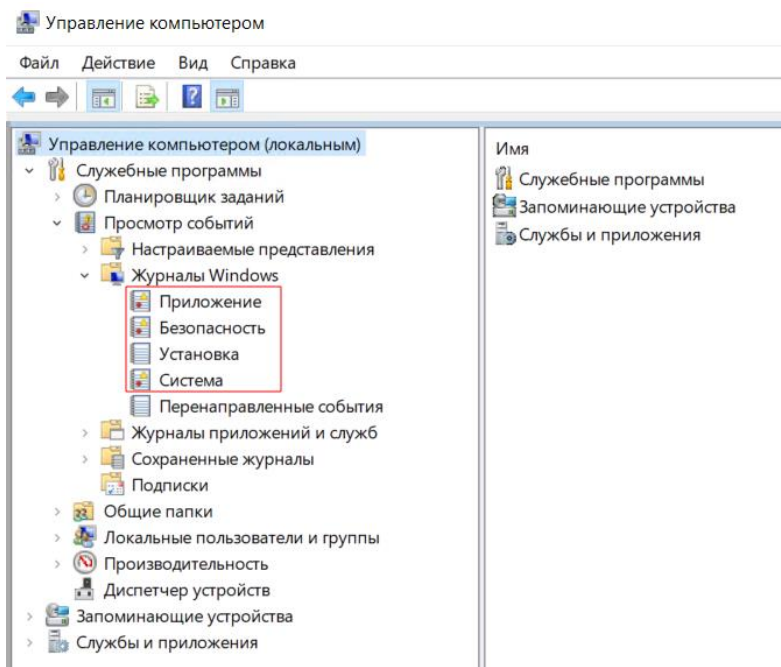 Управление компьютером
Файл Действие Вид Справка
Управление компьютером (локальным)
Служебные программы
Планировщик заданий
Просмотр событий
Настраиваемые представления
Журналы Windows
Приложение
Безопасность
Установка
Система
Перенаправленные события
Журналы приложений и служб
Сохраненные журналы
Подписки
Общие папки
Локальные пользователи и группы
Производительность
Диспетчер устройств
Запоминающие устройства
Службы и приложения
Имя
Служебные программы
Запоминающие устройства
Службы и приложения